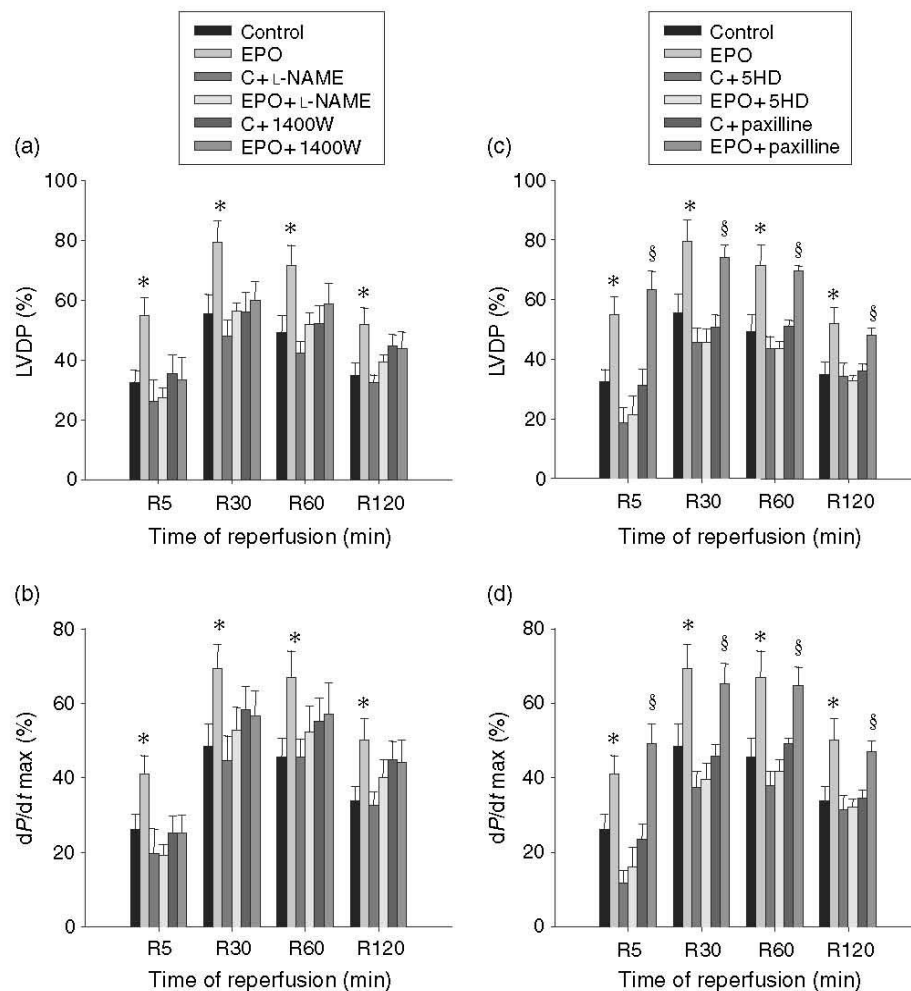 Control
EPO
C+L-NAME
EPO+L-NAME
C+1400W
EPO+1400W
(a)
100
80
60
40
20
0
LVDP (%)
* * * *
R5 R30 R60 R120
Time of reperfusion (min)
Control
EPO
C+5HD
EPO+5HD
C+paxilline
EPO+paxilline
(c)
100
80
60
40
20
0
LVDP (%)
* § * § * § * §
R5 R30 R60 R120
Time of reperfusion (min)
(b)
80
60
40
20
0
dP/dt max (%)
* * * *
R5 R30 R60 R120
Time of reperfusion (min)
(d)
80
60
40
20
0
dP/dt max (%)
* § * § * § * §
R5 R30 R60 R120
Time of reperfusion (min)